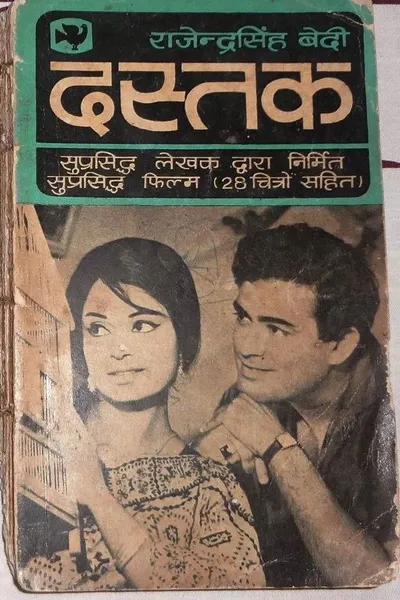 राजेन्द्रसिंह बेदी
दस्तक
सुप्रसिद्ध लेखक द्वारा निर्मित
सुप्रसिद्ध फिल्म (28 चित्रों सहित)